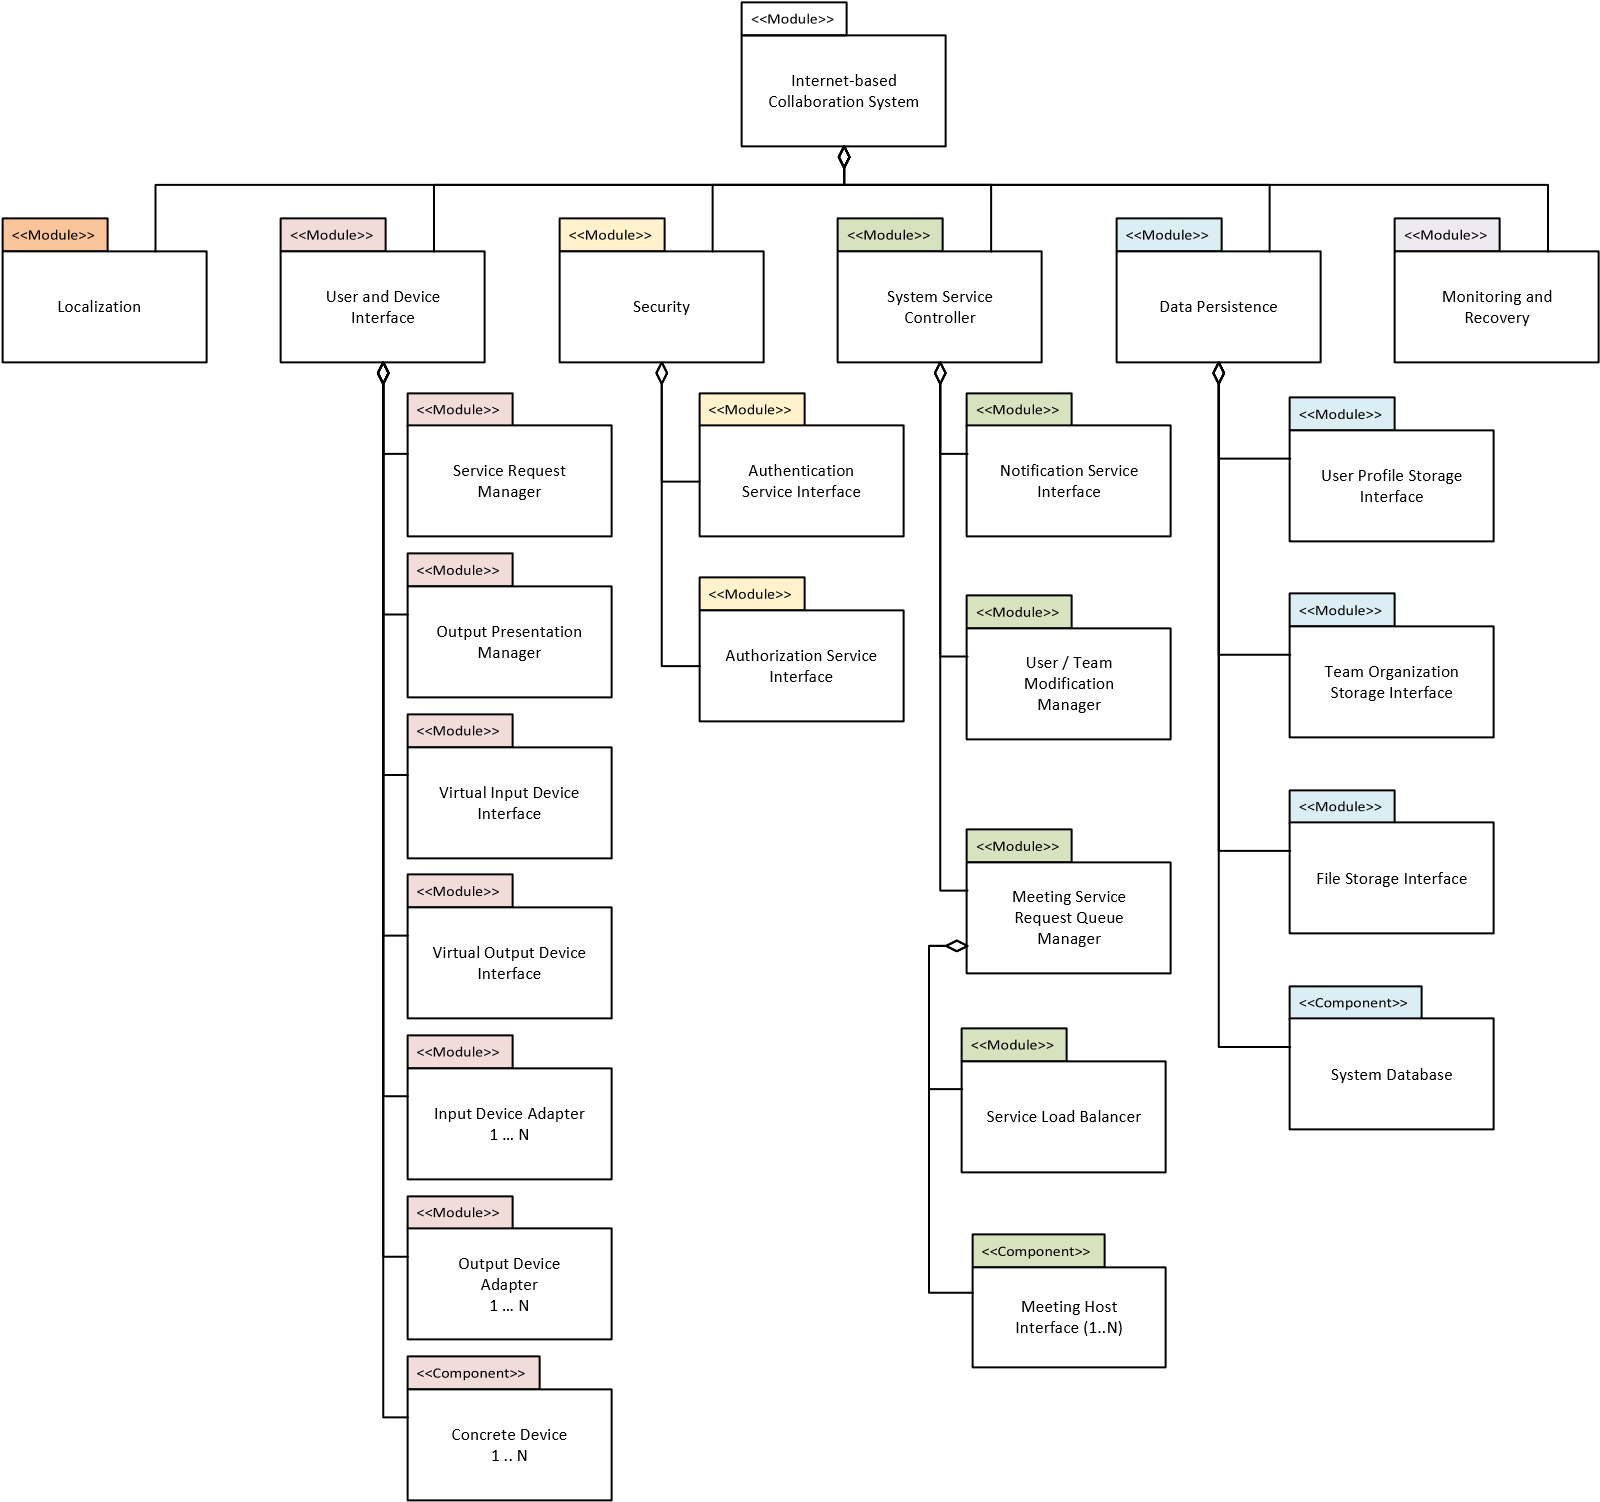 <<Module>>
Internet-based
Collaboration System
<<Module>>
Localization
<<Module>>
User and Device
Interface
<<Module>>
Security
<<Module>>
System Service
Controller
<<Module>>
Data Persistence
<<Module>>
Monitoring and
Recovery
<<Module>>
Service Request
Manager
<<Module>>
Output Presentation
Manager
<<Module>>
Virtual Input Device
Interface
<<Module>>
Virtual Output Device
Interface
<<Module>>
Input Device Adapter
1 ... N
<<Module>>
Output Device
Adapter
1 ... N
<<Component>>
Concrete Device
1 .. N
<<Module>>
Authentication
Service Interface
<<Module>>
Authorization Service
Interface
<<Module>>
Notification Service
Interface
<<Module>>
User / Team
Modification
Manager
<<Module>>
Meeting Service
Request Queue
Manager
<<Module>>
Service Load Balancer
<<Component>>
Meeting Host
Interface (1..N)
<<Module>>
User Profile Storage
Interface
<<Module>>
Team Organization
Storage Interface
<<Module>>
File Storage Interface
<<Component>>
System Database